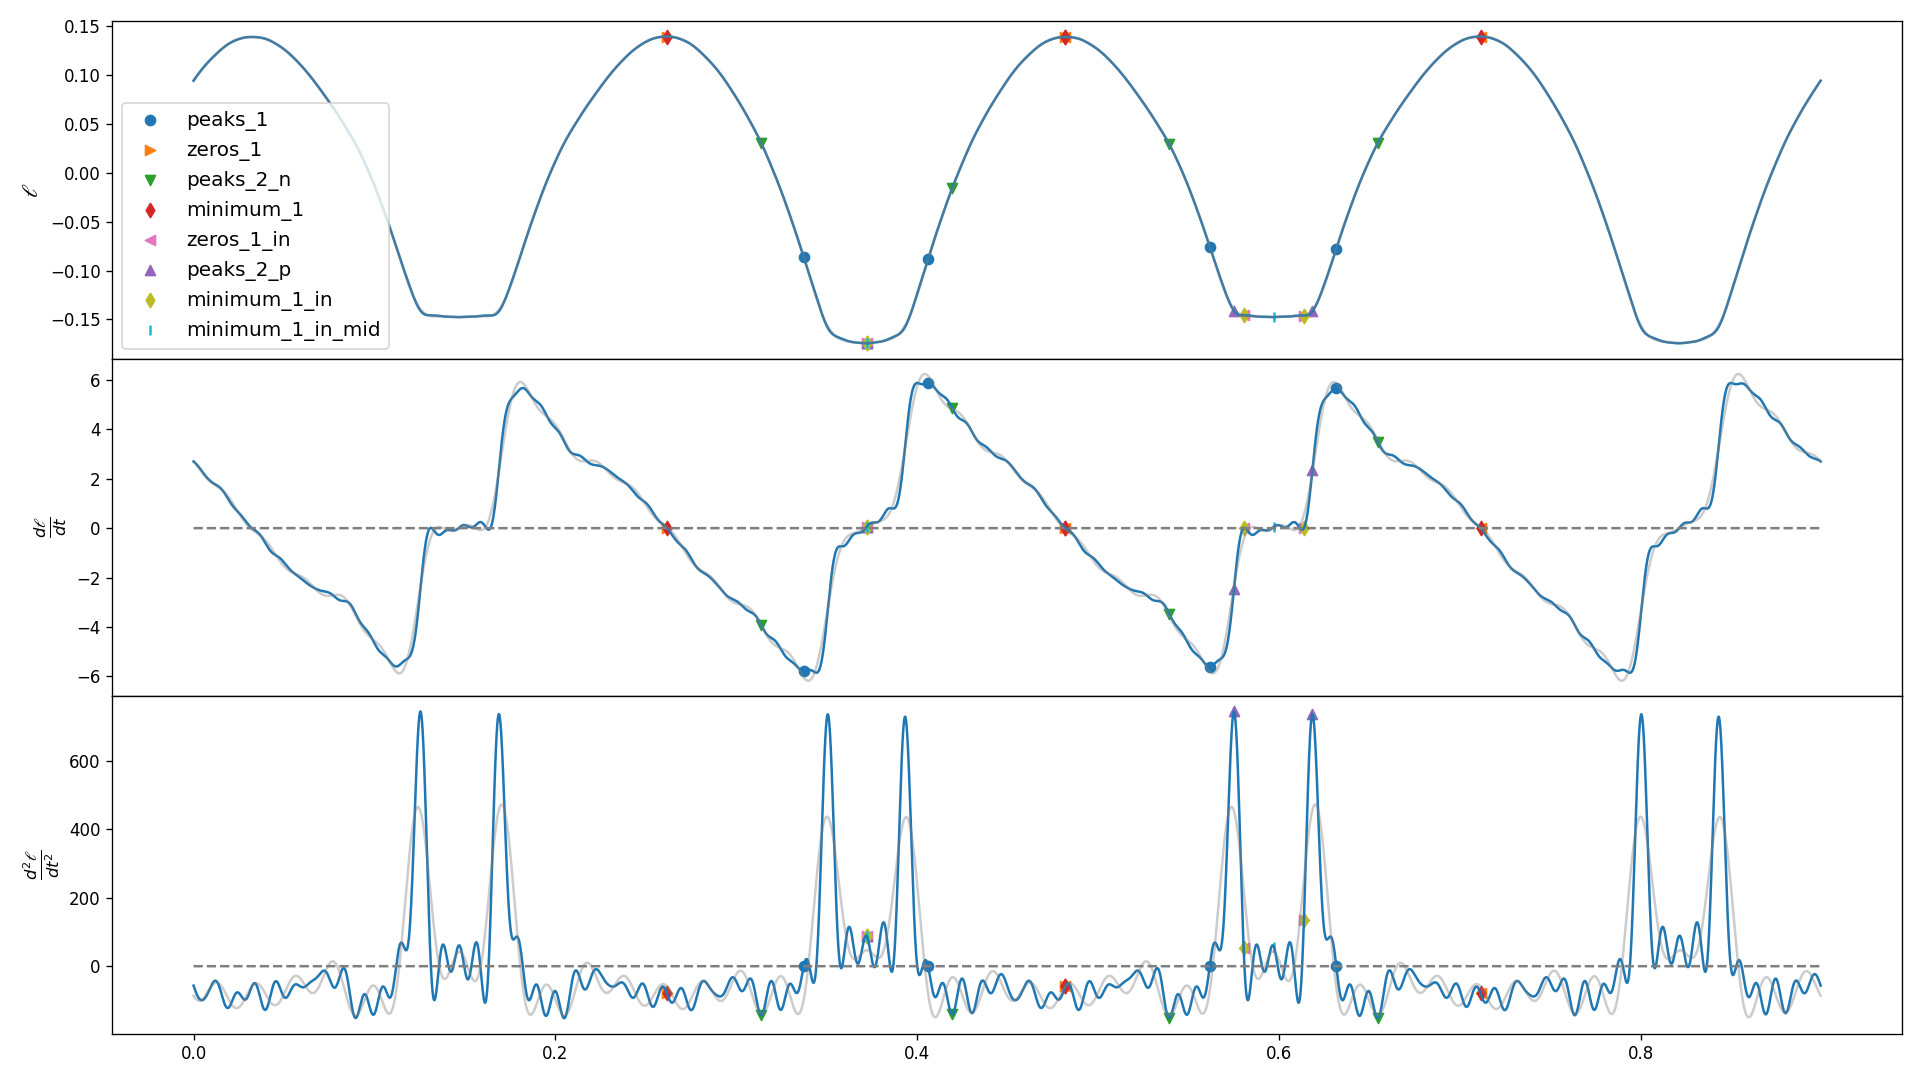 0.15
0.10
0.05
0.00
−0.05
−0.10
−0.15
ℓ
peaks_1
zeros_1
peaks_2_n
minimum_1
zeros_1_in
peaks_2_p
minimum_1_in
minimum_1_in_mid
6
4
2
0
−2
−4
−6
dℓ/dt
600
400
200
0
d²ℓ/dt²
0.0 0.2 0.4 0.6 0.8